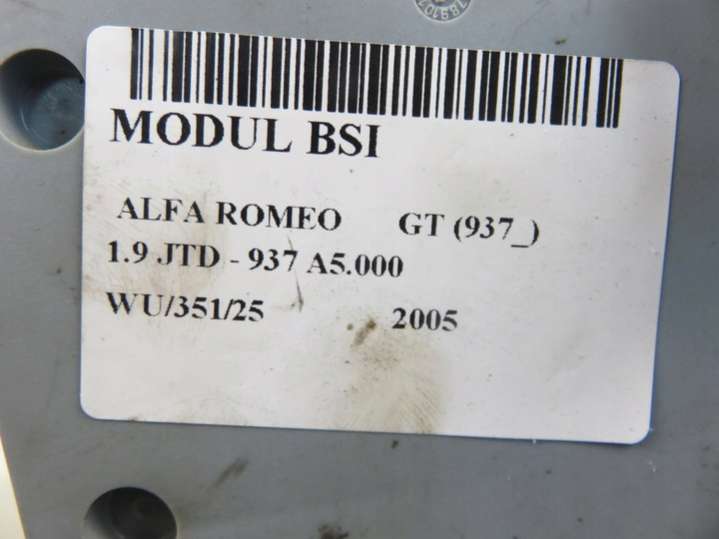 MODUL BSI
ALFA ROMEO GT (937_)
1.9 JTD - 937 A5.000
WU/351/25 2005